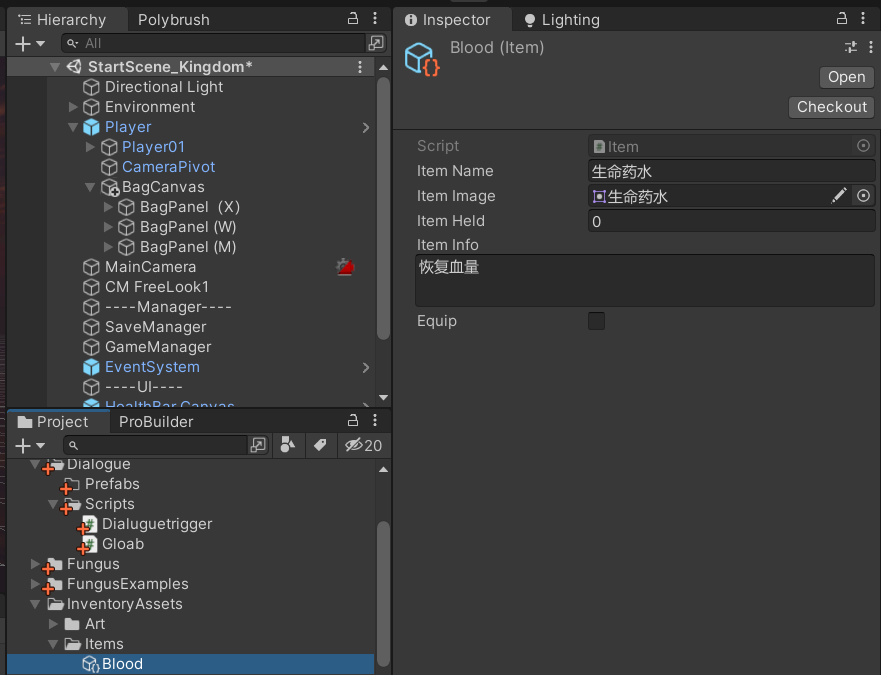 Hierarchy
Polybrush
All
StartScene_Kingdom*
Directional Light
Environment
Player
Player01
CameraPivot
BagCanvas
BagPanel（X）
BagPanel (W)
BagPanel (M)
MainCamera
CM FreeLook1
----Manager----
SaveManager
GameManager
EventSystem
----UI----
HealthBar Canvas
Project
ProBuilder
20
Dialogue
Prefabs
Scripts
Dialuguetrigger
Gloab
Fungus
FungusExamples
InventoryAssets
Art
Items
Blood
Inspector
Lighting
Blood (Item)
Open
Checkout
Script
Item
Item Name
生命药水
Item Image
生命药水
Item Held
0
Item Info
恢复血量
Equip